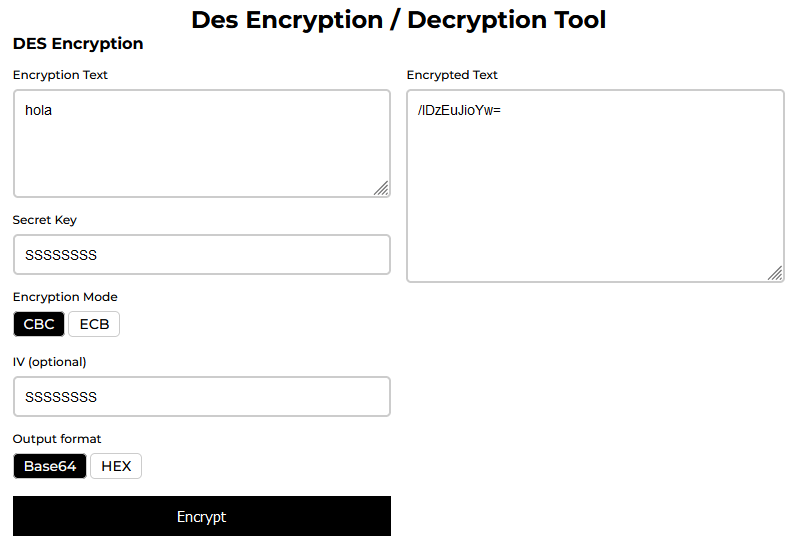 Des Encryption / Decryption Tool
DES Encryption
Encryption Text
hola
Secret Key
SSSSSSSS
Encryption Mode
CBC ECB
IV (optional)
SSSSSSSS
Output format
Base64 HEX
Encrypt
Encrypted Text
/IDzEuJioYw=